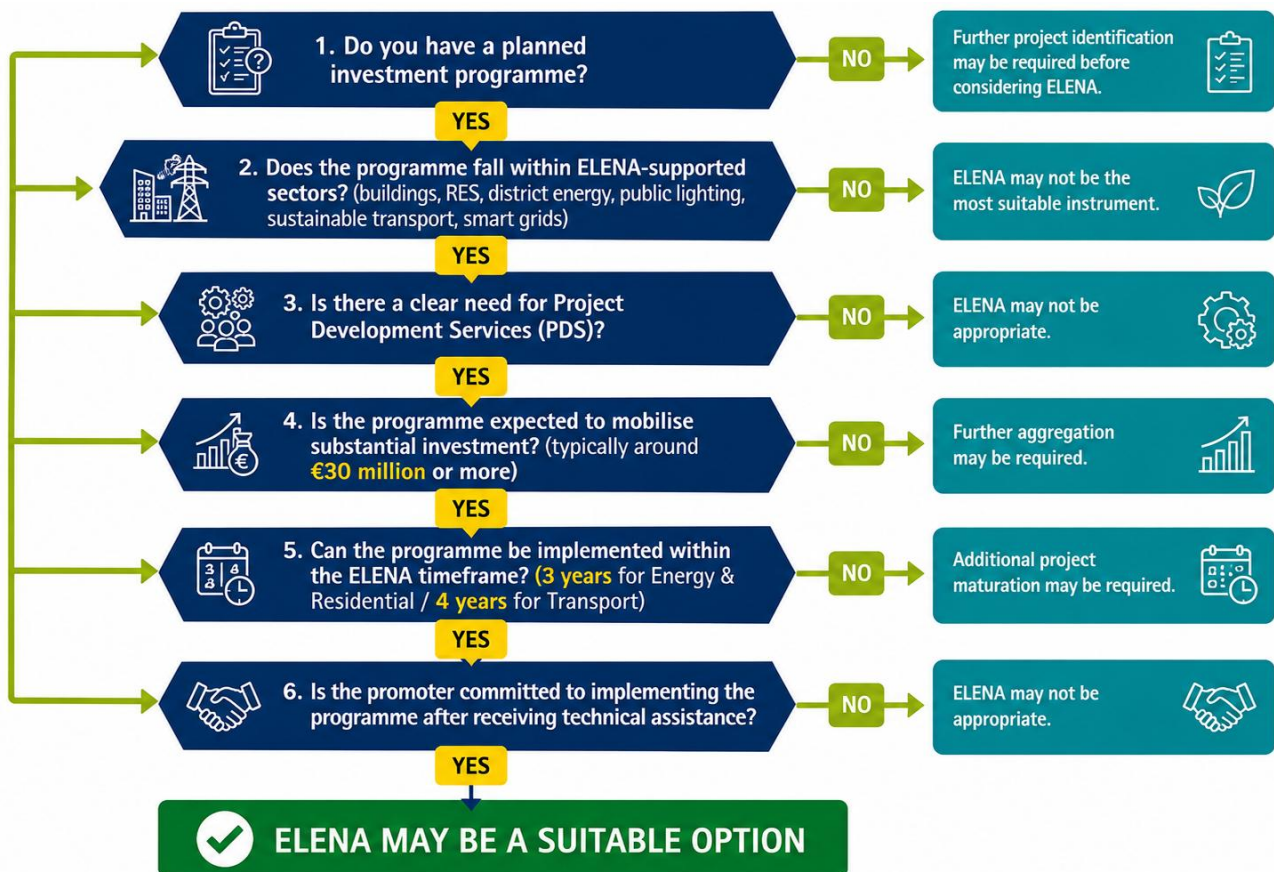 1. Do you have a planned
investment programme?
NO
Further project identification
may be required before
considering ELENA.
YES
2. Does the programme fall within ELENA-supported
sectors? (buildings, RES, district energy, public lighting,
sustainable transport, smart grids)
NO
ELENA may not be the
most suitable instrument.
YES
3. Is there a clear need for Project
Development Services (PDS)?
NO
ELENA may not be
appropriate.
YES
4. Is the programme expected to mobilise
substantial investment? (typically around
€30 million or more)
NO
Further aggregation
may be required.
YES
5. Can the programme be implemented within
the ELENA timeframe? (3 years for Energy &
Residential / 4 years for Transport)
NO
Additional project
maturation may be required.
YES
6. Is the promoter committed to implementing the
programme after receiving technical assistance?
NO
ELENA may not be
appropriate.
YES
ELENA MAY BE A SUITABLE OPTION